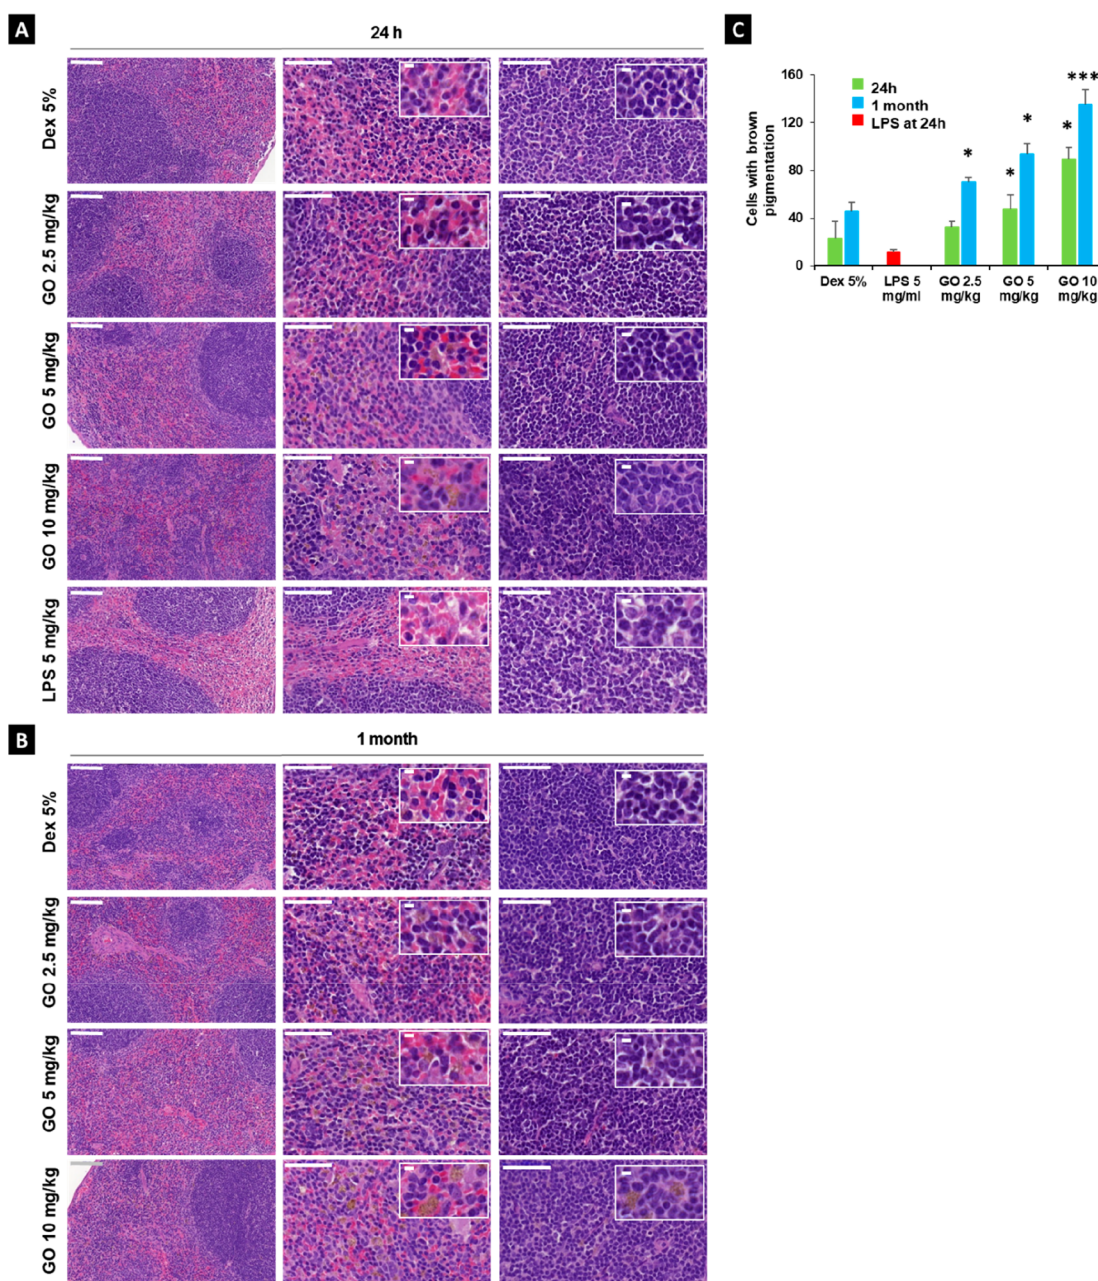 A
24 h
Dex 5%
GO 2.5 mg/kg
GO 5 mg/kg
GO 10 mg/kg
LPS 5 mg/kg
B
1 month
Dex 5%
GO 2.5 mg/kg
GO 5 mg/kg
GO 10 mg/kg
C
24h
1 month
LPS at 24h
Cells with brown
pigmentation
160
120
80
40
0
*
*
*
*
***
Dex 5%
LPS 5
mg/ml
GO 2.5
mg/kg
GO 5
mg/kg
GO 10
mg/kg